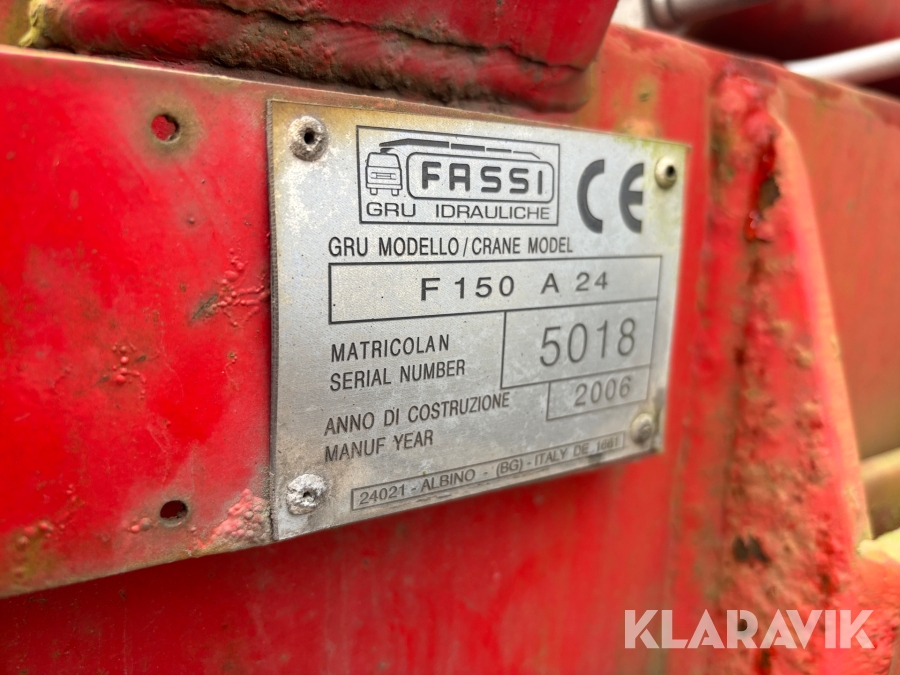 FASSI
GRU IDRAULICHE
CE
GRU MODELLO/CRANE MODEL
F 150 A 24
MATRICOLAN
SERIAL NUMBER
5018
ANNO DI COSTRUZIONE
MANUF YEAR
2006
24021 - ALBINO - (BG) - ITALY DE 1661
KLARAVIK